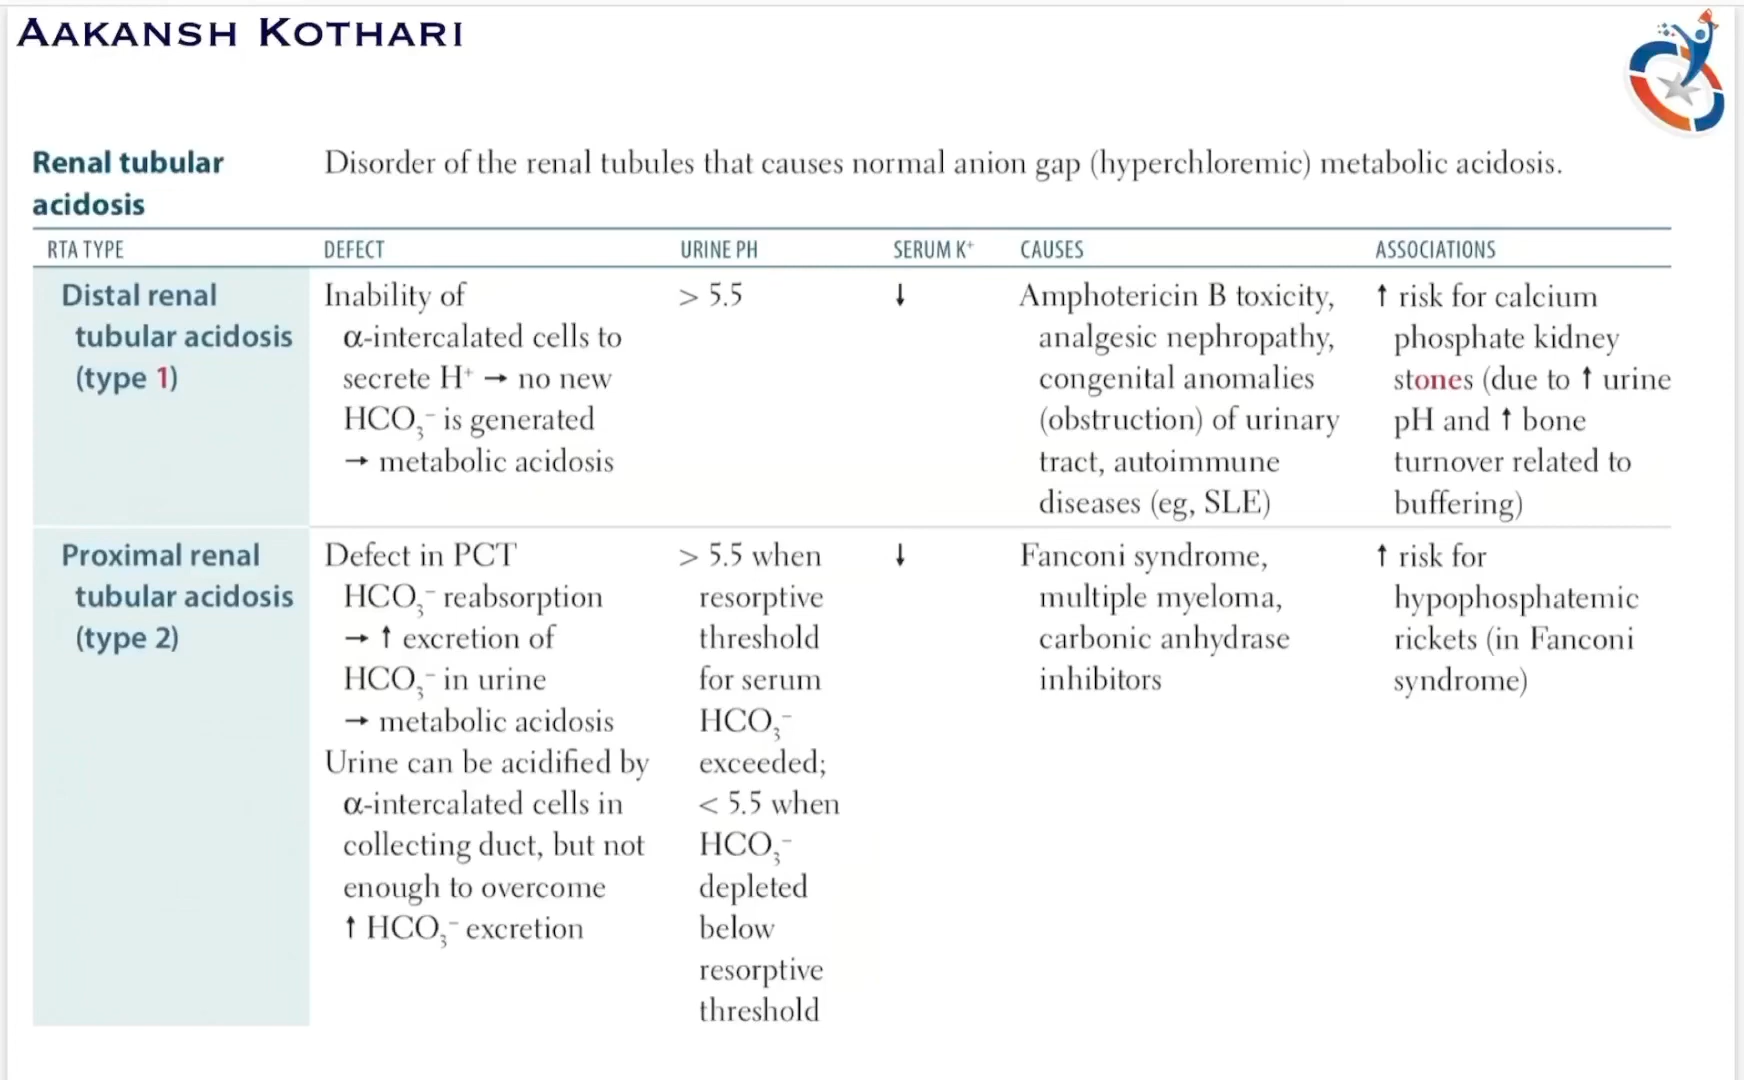 AAKANSH KOTHARI
Renal tubular acidosis
Disorder of the renal tubules that causes normal anion gap (hyperchloremic) metabolic acidosis.
RTA TYPE DEFECT URINE PH SERUM K⁺ CAUSES ASSOCIATIONS
Distal renal
tubular acidosis
(type 1)
Inability of
α-intercalated cells to
secrete H⁺ → no new
HCO₃⁻ is generated
→ metabolic acidosis
> 5.5
↓
Amphotericin B toxicity,
analgesic nephropathy,
congenital anomalies
(obstruction) of urinary
tract, autoimmune
diseases (eg, SLE)
↑ risk for calcium
phosphate kidney
stones (due to ↑ urine
pH and ↑ bone
turnover related to
buffering)
Proximal renal
tubular acidosis
(type 2)
Defect in PCT
HCO₃⁻ reabsorption
→ ↑ excretion of
HCO₃⁻ in urine
→ metabolic acidosis
Urine can be acidified by
α-intercalated cells in
collecting duct, but not
enough to overcome
↑ HCO₃⁻ excretion
> 5.5 when
resorptive
threshold
for serum
HCO₃⁻
exceeded;
< 5.5 when
HCO₃⁻
depleted
below
resorptive
threshold
↓
Fanconi syndrome,
multiple myeloma,
carbonic anhydrase
inhibitors
↑ risk for
hypophosphatemic
rickets (in Fanconi
syndrome)